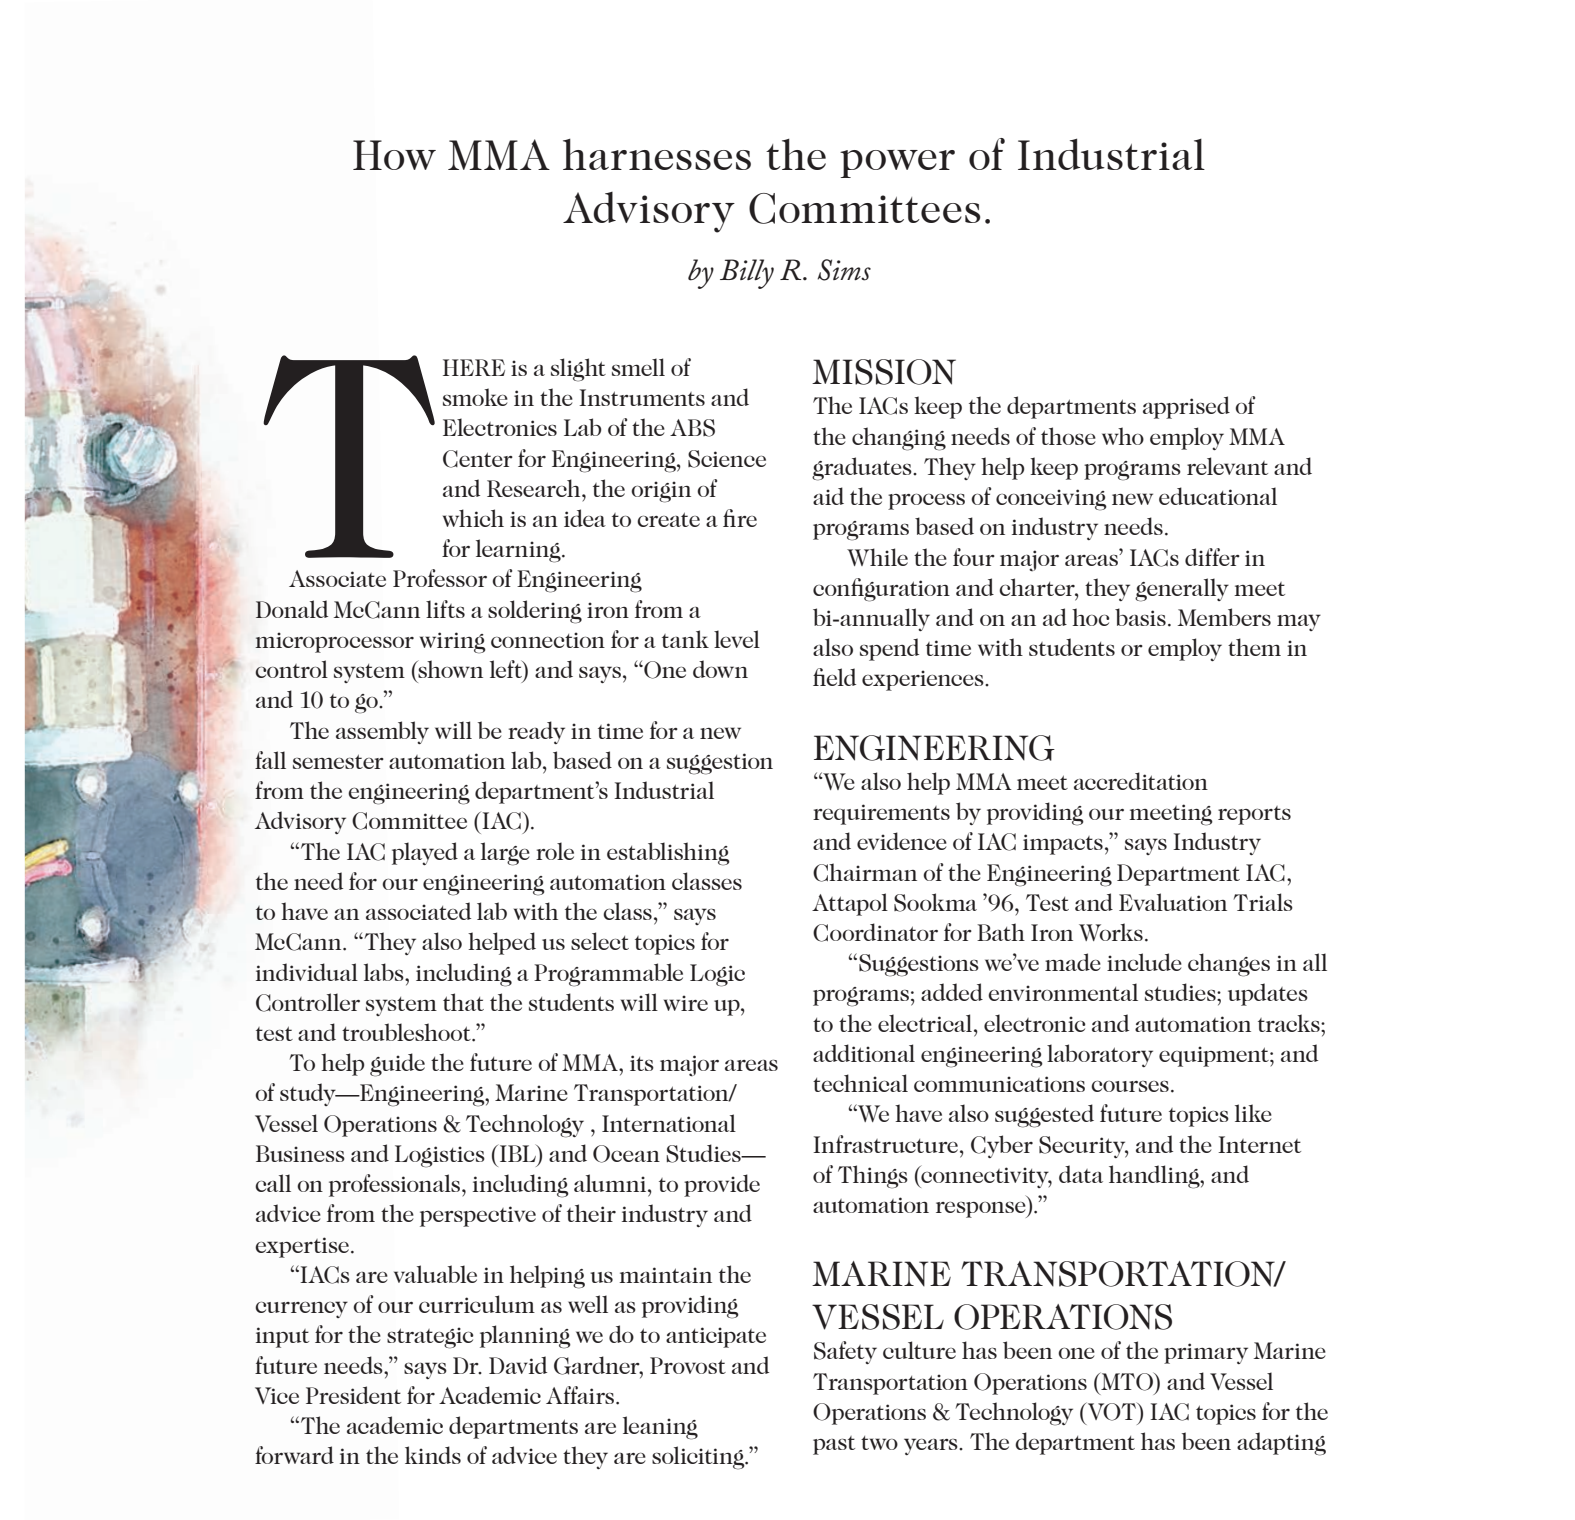 How MMA harnesses the power of Industrial
Advisory Committees.
by Billy R. Sims
THERE is a slight smell of
smoke in the Instruments and
Electronics Lab of the ABS
Center for Engineering, Science
and Research, the origin of
which is an idea to create a fire
for learning.
Associate Professor of Engineering
Donald McCann lifts a soldering iron from a
microprocessor wiring connection for a tank level
control system (shown left) and says, “One down
and 10 to go.”
The assembly will be ready in time for a new
fall semester automation lab, based on a suggestion
from the engineering department’s Industrial
Advisory Committee (IAC).
“The IAC played a large role in establishing
the need for our engineering automation classes
to have an associated lab with the class,” says
McCann. “They also helped us select topics for
individual labs, including a Programmable Logic
Controller system that the students will wire up,
test and troubleshoot.”
To help guide the future of MMA, its major areas
of study—Engineering, Marine Transportation/
Vessel Operations & Technology , International
Business and Logistics (IBL) and Ocean Studies—
call on professionals, including alumni, to provide
advice from the perspective of their industry and
expertise.
“IACs are valuable in helping us maintain the
currency of our curriculum as well as providing
input for the strategic planning we do to anticipate
future needs,” says Dr. David Gardner, Provost and
Vice President for Academic Affairs.
“The academic departments are leaning
forward in the kinds of advice they are soliciting.”
MISSION
The IACs keep the departments apprised of
the changing needs of those who employ MMA
graduates. They help keep programs relevant and
aid the process of conceiving new educational
programs based on industry needs.
While the four major areas’ IACs differ in
configuration and charter, they generally meet
bi-annually and on an ad hoc basis. Members may
also spend time with students or employ them in
field experiences.
ENGINEERING
“We also help MMA meet accreditation
requirements by providing our meeting reports
and evidence of IAC impacts,” says Industry
Chairman of the Engineering Department IAC,
Attapol Sookma ’96, Test and Evaluation Trials
Coordinator for Bath Iron Works.
“Suggestions we’ve made include changes in all
programs; added environmental studies; updates
to the electrical, electronic and automation tracks;
additional engineering laboratory equipment; and
technical communications courses.
“We have also suggested future topics like
Infrastructure, Cyber Security, and the Internet
of Things (connectivity, data handling, and
automation response).”
MARINE TRANSPORTATION/
VESSEL OPERATIONS
Safety culture has been one of the primary Marine
Transportation Operations (MTO) and Vessel
Operations & Technology (VOT) IAC topics for the
past two years. The department has been adapting